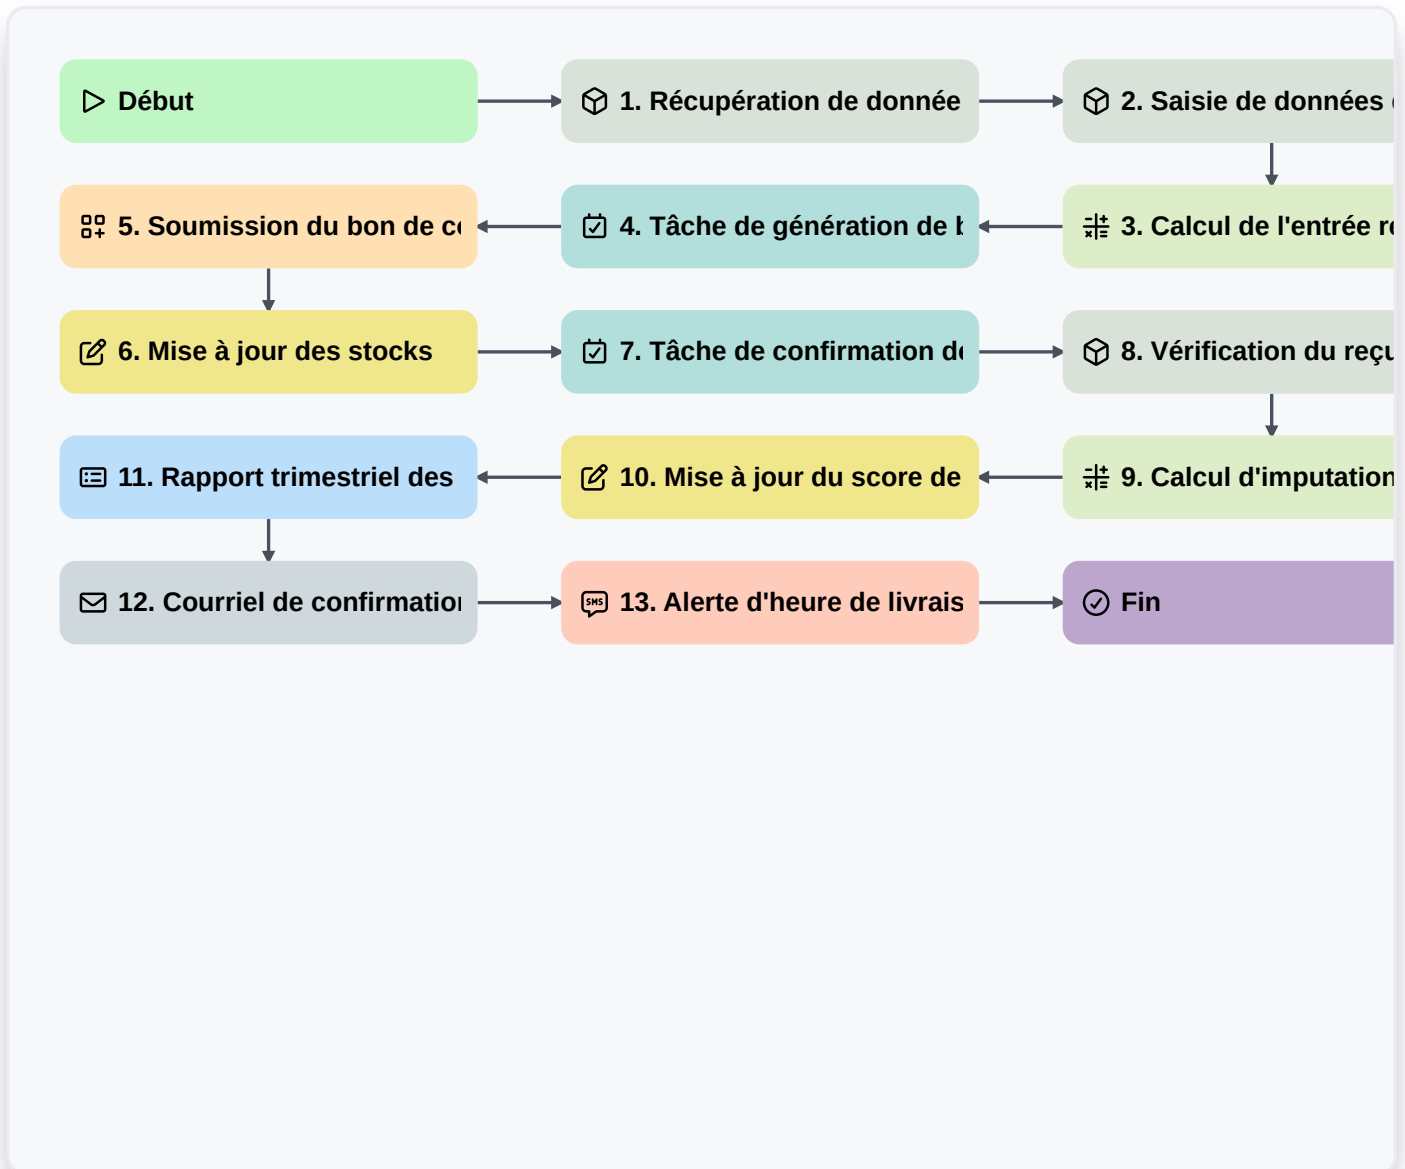 Début
1. Récupération de donnée
2. Saisie de données
5. Soumission du bon de
4. Tâche de génération de
3. Calcul de l'entrée
6. Mise à jour des stocks
7. Tâche de confirmation
8. Vérification du reçu
11. Rapport trimestriel des
10. Mise à jour du score de
9. Calcul d'imputation
12. Courriel de confirmation
SMS
13. Alerte d'heure de livrais
Fin